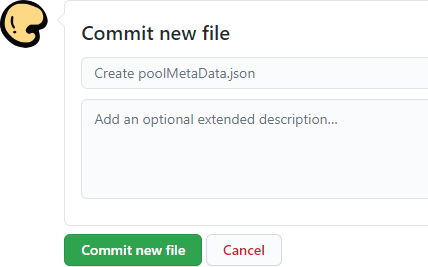 Commit new file
Create poolMetaData.json
Add an optional extended description...
Commit new file
Cancel